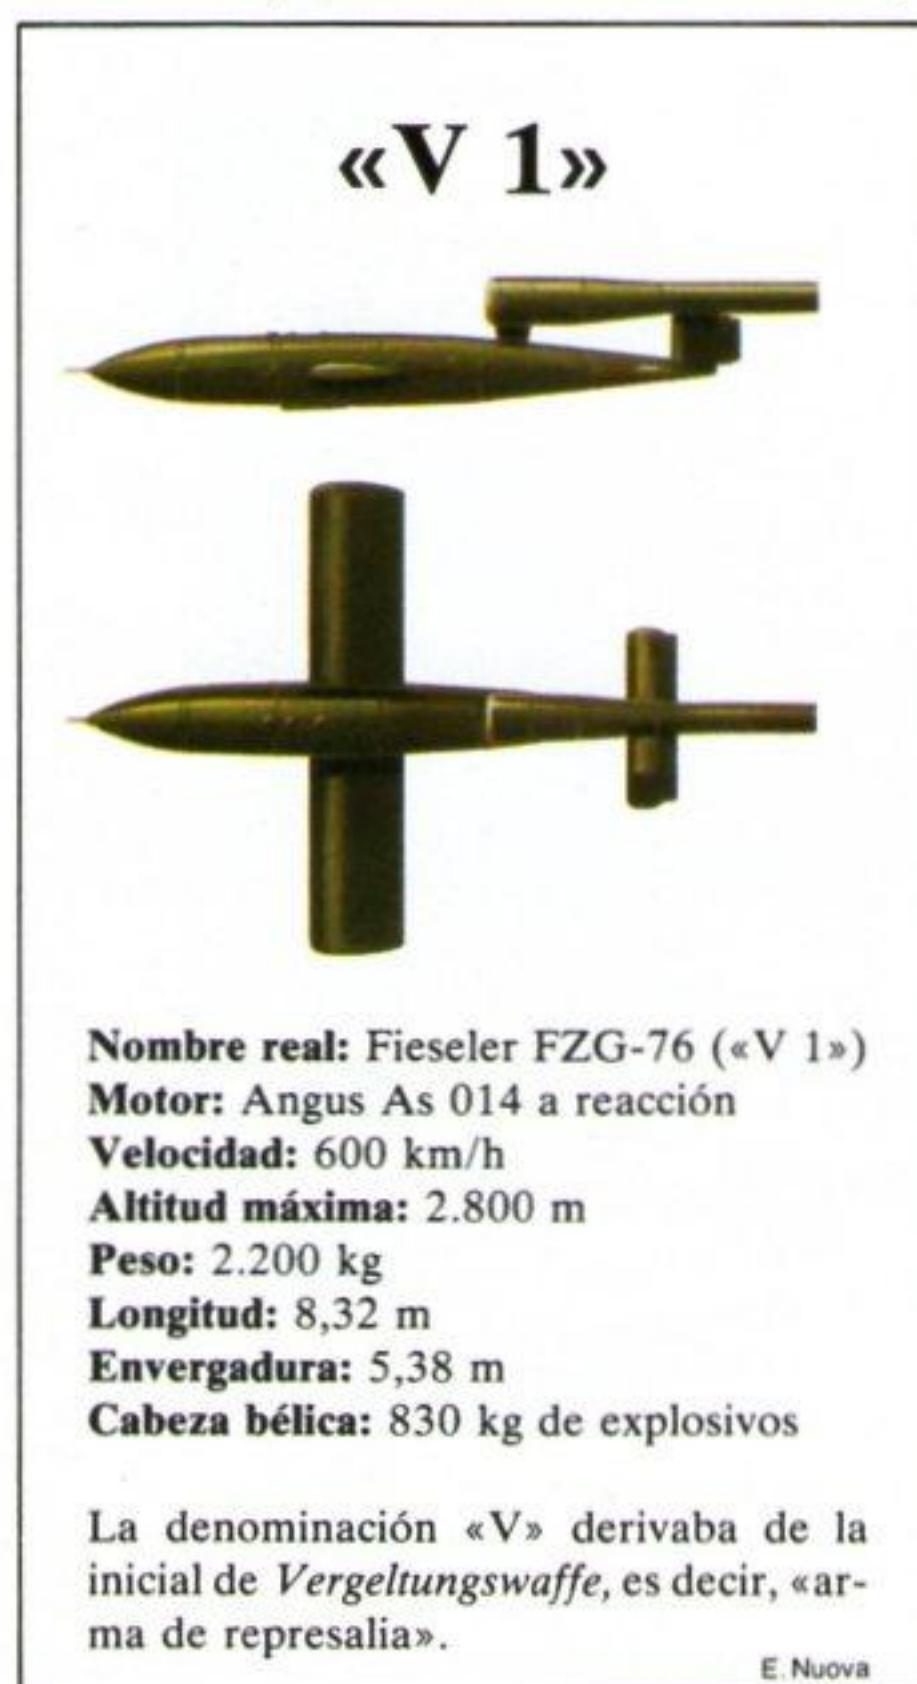 «V 1»
Nombre real: Fieseler FZG-76 («V 1»)
Motor: Angus As 014 a reacción
Velocidad: 600 km/h
Altitud máxima: 2.800 m
Peso: 2.200 kg
Longitud: 8,32 m
Envergadura: 5,38 m
Cabeza bélica: 830 kg de explosivos
La denominación «V» derivaba de la
inicial de Vergeltungswaffe, es decir, «ar-
ma de represalia».
E. Nuova